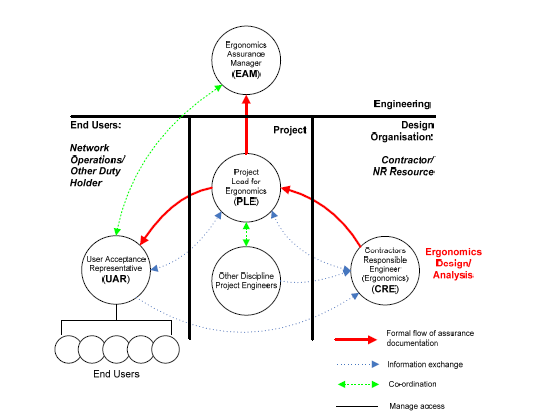 Ergonomics
Assurance
Manager
(EAM)
Engineering
End Users:
Project
Design
Organisation:
Network
Operations/
Other Duty
Holder
Contractor/
NR Resource
Project
Lead for
Ergonomics
(PLE)
User Acceptance
Representative
(UAR)
Other Discipline
Project Engineers
Contractors
Responsible
Engineer
(Ergonomics)
(CRE)
Ergonomics
Design/
Analysis
End Users
Formal flow of assurance
documentation
Information exchange
Co-ordination
Manage access